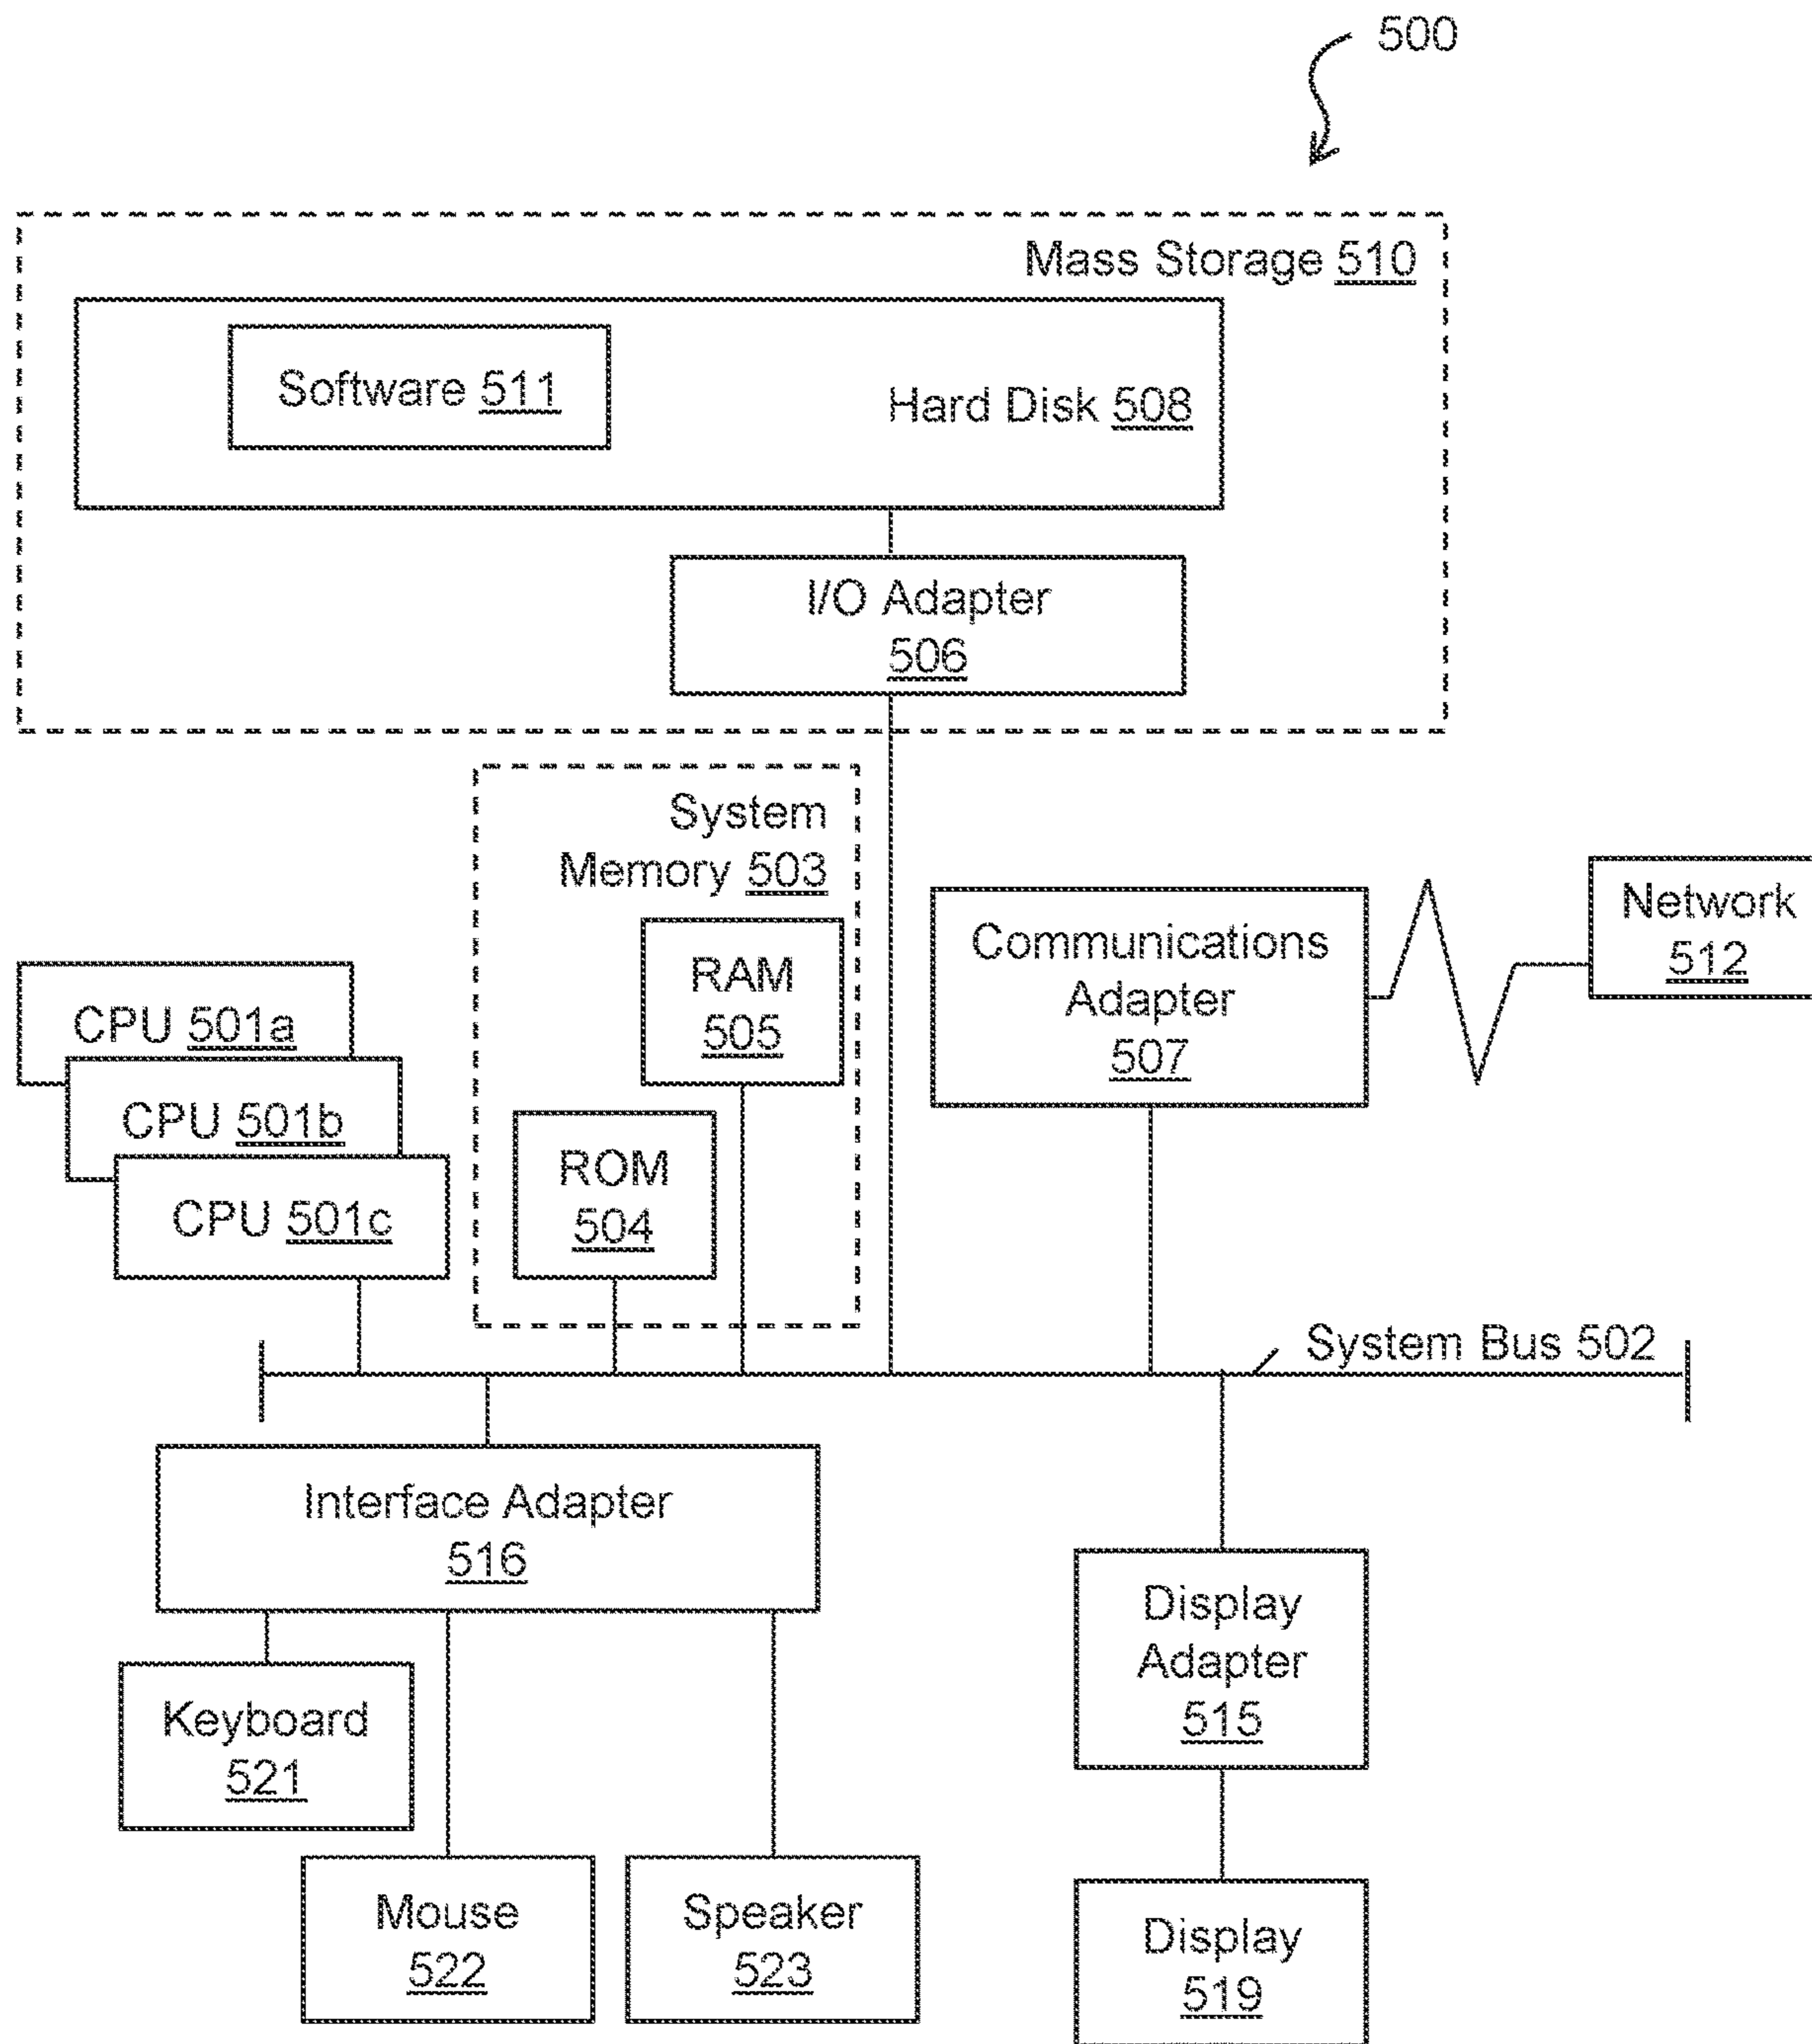 500
Mass Storage 510
Software 511
Hard Disk 508
I/O Adapter
506
System
Memory 503
RAM
505
ROM
504
CPU 501a
CPU 501b
CPU 501c
Communications
Adapter
507
Network
512
System Bus 502
Interface Adapter
516
Keyboard
521
Mouse
522
Speaker
523
Display
Adapter
515
Display
519